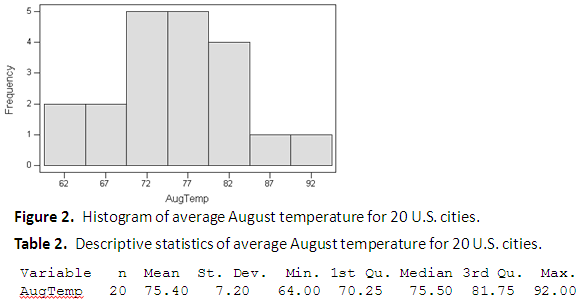 5
4
3
2
1
0
Frequency
62 67 72 77 82 87 92
AugTemp
Figure 2. Histogram of average August temperature for 20 U.S. cities.
Table 2. Descriptive statistics of average August temperature for 20 U.S. cities.
Variable n Mean St. Dev. Min. 1st Qu. Median 3rd Qu. Max.
AugTemp 20 75.40 7.20 64.00 70.25 75.50 81.75 92.00